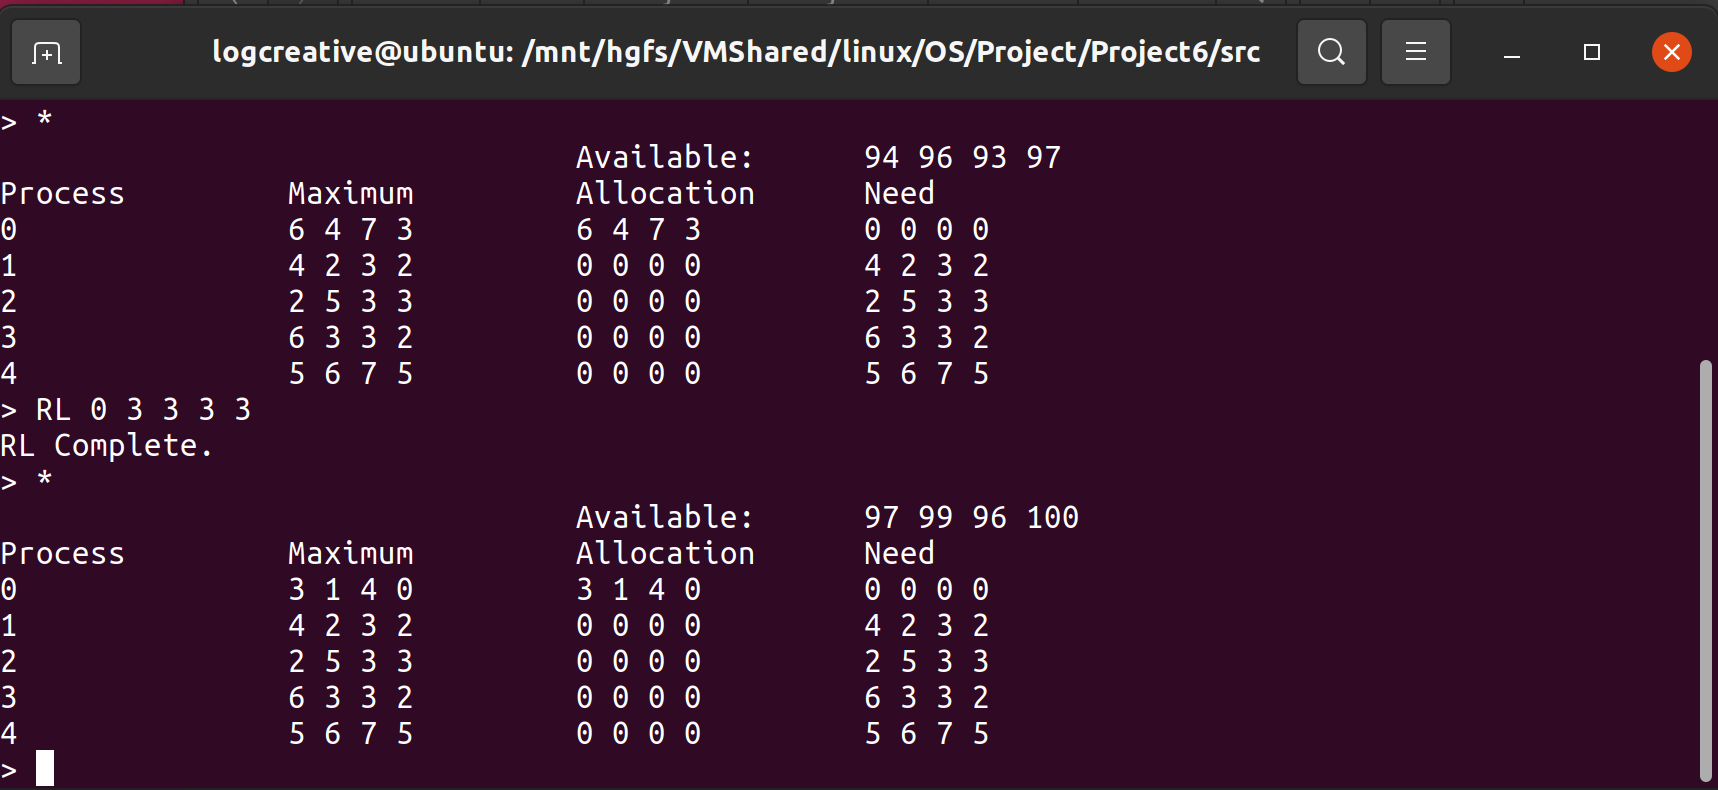 logcreative@ubuntu: /mnt/hgfs/VMShared/linux/OS/Project/Project6/src
> *
Available: 94 96 93 97
Process Maximum Allocation Need
0 6 4 7 3 6 4 7 3 0 0 0 0
1 4 2 3 2 0 0 0 0 4 2 3 2
2 2 5 3 3 0 0 0 0 2 5 3 3
3 6 3 3 2 0 0 0 0 6 3 3 2
4 5 6 7 5 0 0 0 0 5 6 7 5
> RL 0 3 3 3 3
RL Complete.
> *
Available: 97 99 96 100
Process Maximum Allocation Need
0 3 1 4 0 3 1 4 0 0 0 0 0
1 4 2 3 2 0 0 0 0 4 2 3 2
2 2 5 3 3 0 0 0 0 2 5 3 3
3 6 3 3 2 0 0 0 0 6 3 3 2
4 5 6 7 5 0 0 0 0 5 6 7 5
>